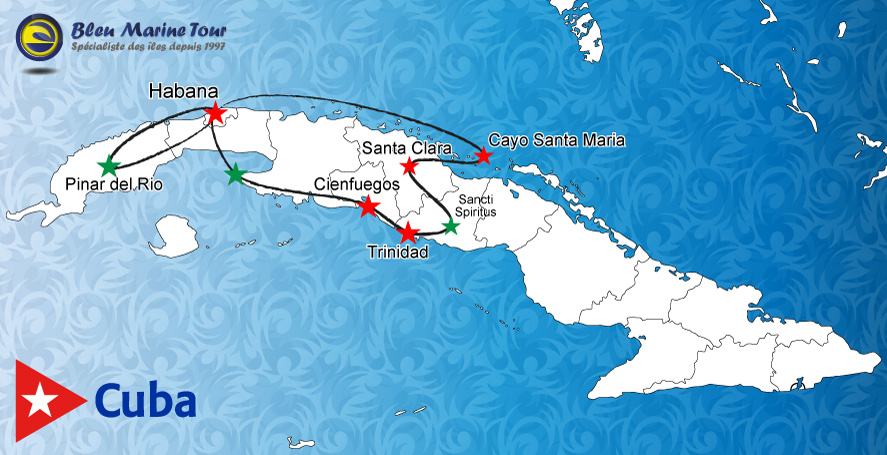 Bleu Marine Tour
Spécialiste des îles depuis 1997
Habana
Santa Clara
Cayo Santa Maria
Pinar del Rio
Cienfuegos
Sancti
Spiritus
Trinidad
Cuba